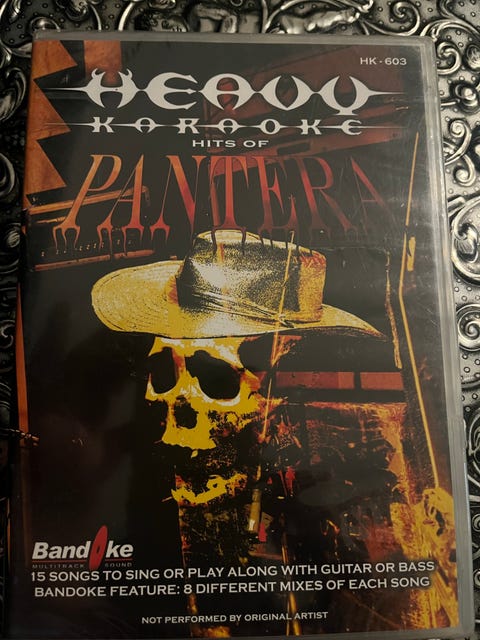 HK - 603
HEAVY
KARAOKE
HITS OF
PANTERA
Bandoke
MULTITRACK SOUND
15 SONGS TO SING OR PLAY ALONG WITH GUITAR OR BASS
BANDOKE FEATURE: 8 DIFFERENT MIXES OF EACH SONG
NOT PERFORMED BY ORIGINAL ARTIST